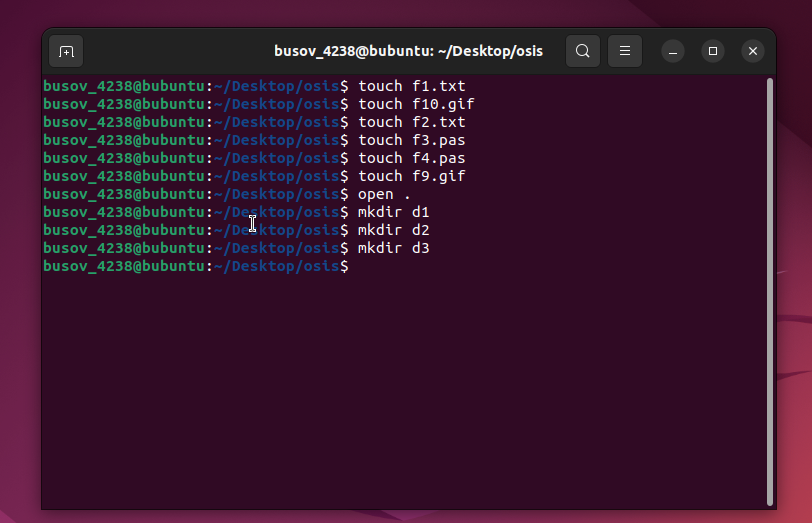 busov_4238@bubuntu: ~/Desktop/osis
busov_4238@bubuntu:~/Desktop/osis$ touch f1.txt
busov_4238@bubuntu:~/Desktop/osis$ touch f10.gif
busov_4238@bubuntu:~/Desktop/osis$ touch f2.txt
busov_4238@bubuntu:~/Desktop/osis$ touch f3.pas
busov_4238@bubuntu:~/Desktop/osis$ touch f4.pas
busov_4238@bubuntu:~/Desktop/osis$ touch f9.gif
busov_4238@bubuntu:~/Desktop/osis$ open .
busov_4238@bubuntu:~/Desktop/osis$ mkdir d1
busov_4238@bubuntu:~/Desktop/osis$ mkdir d2
busov_4238@bubuntu:~/Desktop/osis$ mkdir d3
busov_4238@bubuntu:~/Desktop/osis$